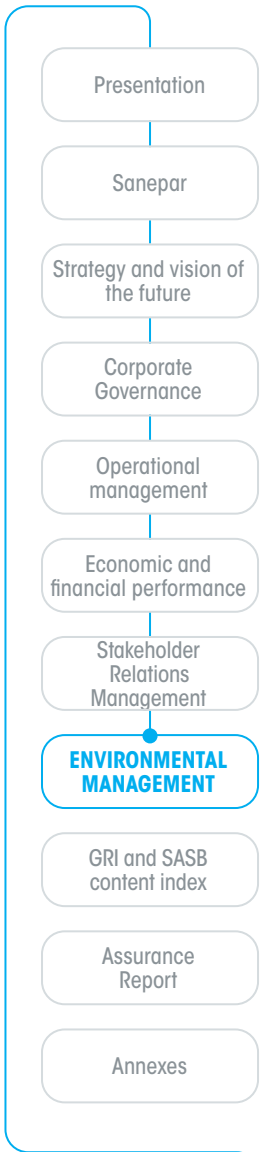 Presentation
Sanepar
Strategy and vision of
the future
Corporate
Governance
Operational
management
Economic and
financial performance
Stakeholder
Relations
Management
ENVIRONMENTAL
MANAGEMENT
GRI and SASB
content index
Assurance
Report
Annexes